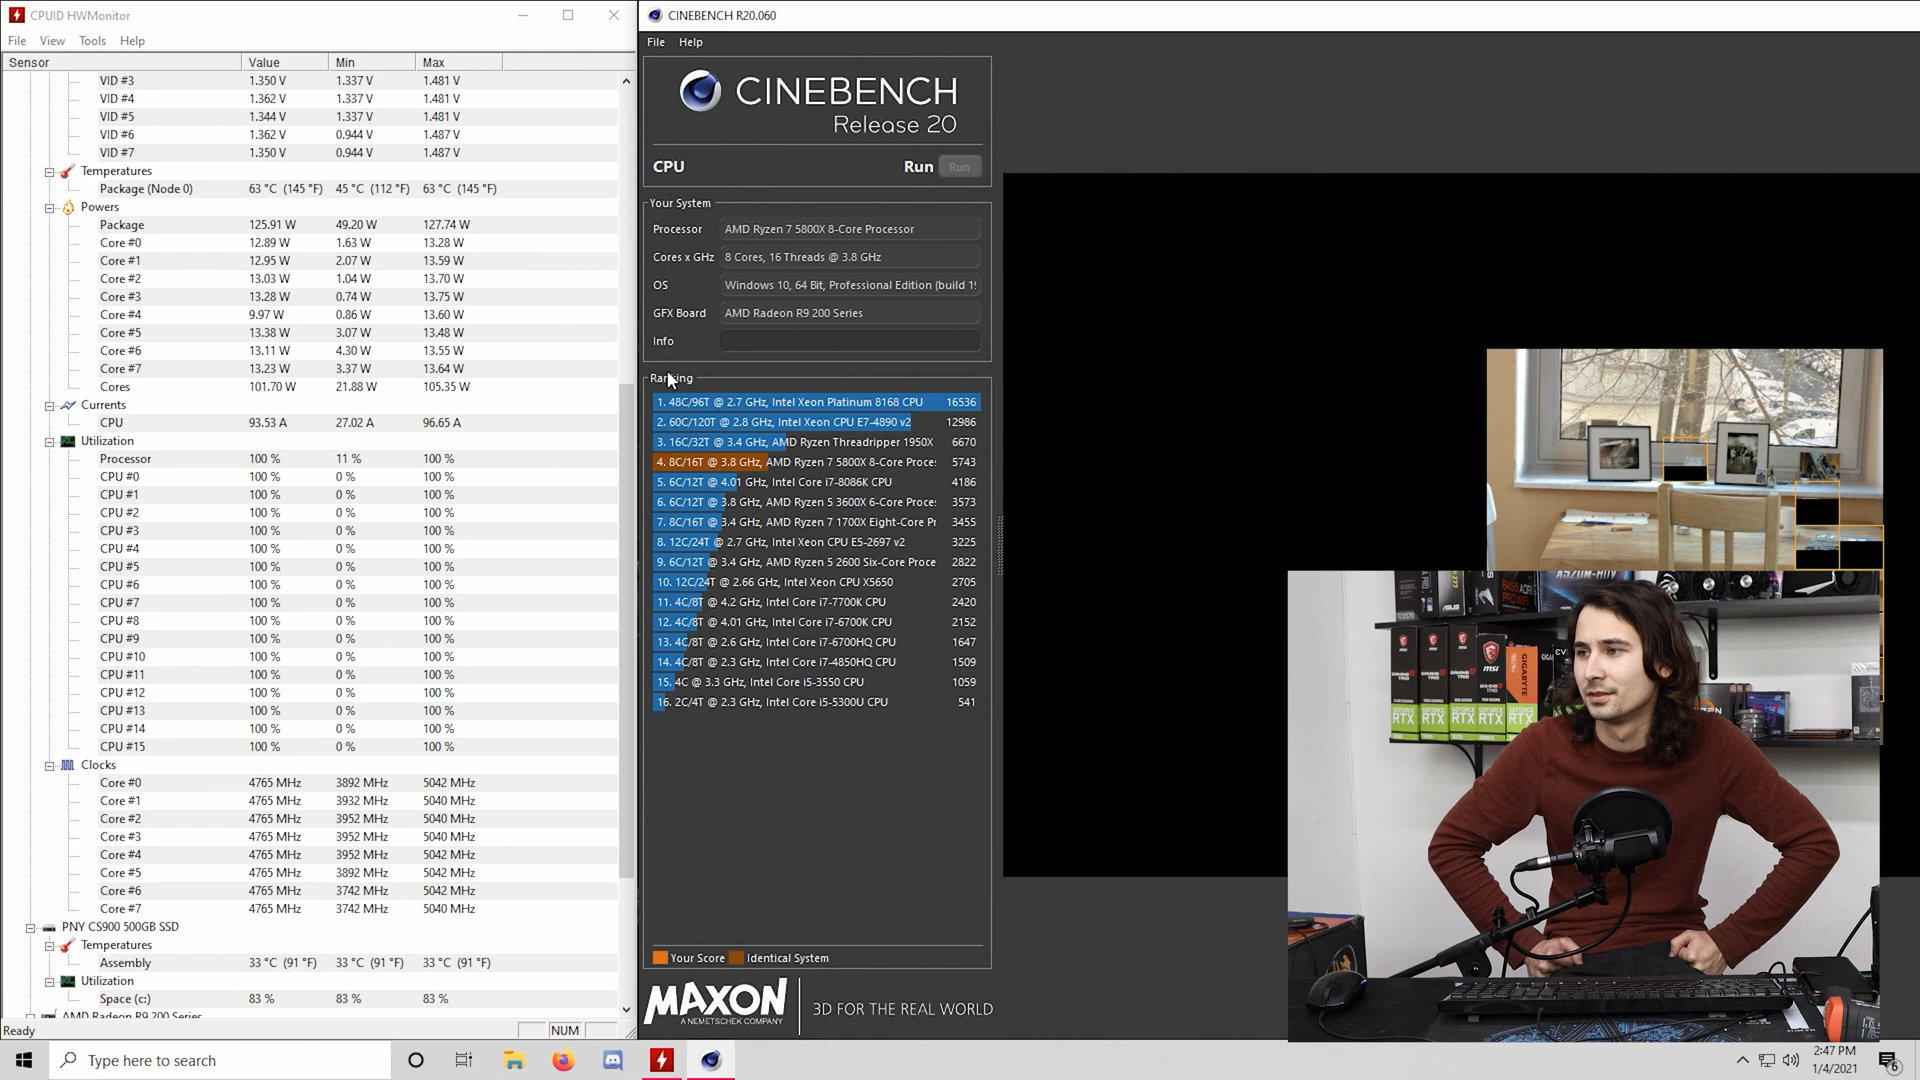 CPUID HWMonitor
File View Tools Help
Sensor Value Min Max
VID #3 1.350 V 1.337 V 1.481 V
VID #4 1.362 V 1.337 V 1.481 V
VID #5 1.344 V 1.337 V 1.481 V
VID #6 1.362 V 0.944 V 1.487 V
VID #7 1.350 V 0.944 V 1.487 V
Temperatures
Package (Node 0) 63 °C (145 °F) 45 °C (112 °F) 63 °C (145 °F)
Powers
Package 125.91 W 49.20 W 127.74 W
Core #0 12.89 W 1.63 W 13.28 W
Core #1 12.95 W 2.07 W 13.59 W
Core #2 13.03 W 1.04 W 13.70 W
Core #3 13.28 W 0.74 W 13.75 W
Core #4 9.97 W 0.86 W 13.60 W
Core #5 13.38 W 3.07 W 13.48 W
Core #6 13.11 W 4.30 W 13.55 W
Core #7 13.23 W 3.37 W 13.64 W
Cores 101.70 W 21.88 W 105.35 W
Currents
CPU 93.53 A 27.02 A 96.65 A
Utilization
Processor 100 % 11 % 100 %
CPU #0 100 % 0 % 100 %
CPU #1 100 % 0 % 100 %
CPU #2 100 % 0 % 100 %
CPU #3 100 % 0 % 100 %
CPU #4 100 % 0 % 100 %
CPU #5 100 % 0 % 100 %
CPU #6 100 % 0 % 100 %
CPU #7 100 % 0 % 100 %
CPU #8 100 % 0 % 100 %
CPU #9 100 % 0 % 100 %
CPU #10 100 % 0 % 100 %
CPU #11 100 % 0 % 100 %
CPU #12 100 % 0 % 100 %
CPU #13 100 % 0 % 100 %
CPU #14 100 % 0 % 100 %
CPU #15 100 % 0 % 100 %
Clocks
Core #0 4765 MHz 3892 MHz 5042 MHz
Core #1 4765 MHz 3932 MHz 5040 MHz
Core #2 4765 MHz 3952 MHz 5040 MHz
Core #3 4765 MHz 3952 MHz 5040 MHz
Core #4 4765 MHz 3952 MHz 5042 MHz
Core #5 4765 MHz 3892 MHz 5042 MHz
Core #6 4765 MHz 3742 MHz 5042 MHz
Core #7 4765 MHz 3742 MHz 5040 MHz
PNY CS900 500GB SSD
Temperatures
Assembly 33 °C (91 °F) 33 °C (91 °F) 33 °C (91 °F)
Utilization
Space (c:) 83 % 83 % 83 %
AMD Radeon R9 200 Series
Ready NUM
CINEBENCH R20.060
File Help
CINEBENCH
Release 20
CPU Run Run
Your System
Processor AMD Ryzen 7 5800X 8-Core Processor
Cores x GHz 8 Cores, 16 Threads @ 3.8 GHz
OS Windows 10, 64 Bit, Professional Edition (build 1
GFX Board AMD Radeon R9 200 Series
Info
Ranking
1. 48C/96T @ 2.7 GHz, Intel Xeon Platinum 8168 CPU 16536
2. 60C/120T @ 2.8 GHz, Intel Xeon CPU E7-4890 v2 12986
3. 16C/32T @ 3.4 GHz, AMD Ryzen Threadripper 1950X 6670
4. 8C/16T @ 3.8 GHz, AMD Ryzen 7 5800X 8-Core Proce 5743
5. 6C/12T @ 4.01 GHz, Intel Core i7-8086K CPU 4186
6. 6C/12T @ 3.8 GHz, AMD Ryzen 5 3600X 6-Core Proce 3573
7. 8C/16T @ 3.4 GHz, AMD Ryzen 7 1700X Eight-Core P 3455
8. 12C/24T @ 2.7 GHz, Intel Xeon CPU E5-2697 v2 3225
9. 6C/12T @ 3.4 GHz, AMD Ryzen 5 2600 Six-Core Proce 2822
10. 12C/24T @ 2.66 GHz, Intel Xeon CPU X5650 2705
11. 4C/8T @ 4.2 GHz, Intel Core i7-7700K CPU 2420
12. 4C/8T @ 4.01 GHz, Intel Core i7-6700K CPU 2152
13. 4C/8T @ 2.6 GHz, Intel Core i7-6700HQ CPU 1647
14. 4C/8T @ 2.3 GHz, Intel Core i7-4850HQ CPU 1509
15. 4C @ 3.3 GHz, Intel Core i5-3550 CPU 1059
16. 2C/4T @ 2.3 GHz, Intel Core i5-5300U CPU 541
Your Score Identical System
MAXON
A NEMETSCHEK COMPANY
3D FOR THE REAL WORLD
A520M-HDV
ASUS
msi
GIGABYTE
GEFORCE RTX
RTX
RTX
RTX
Type here to search
2:47 PM
1/4/2021
6